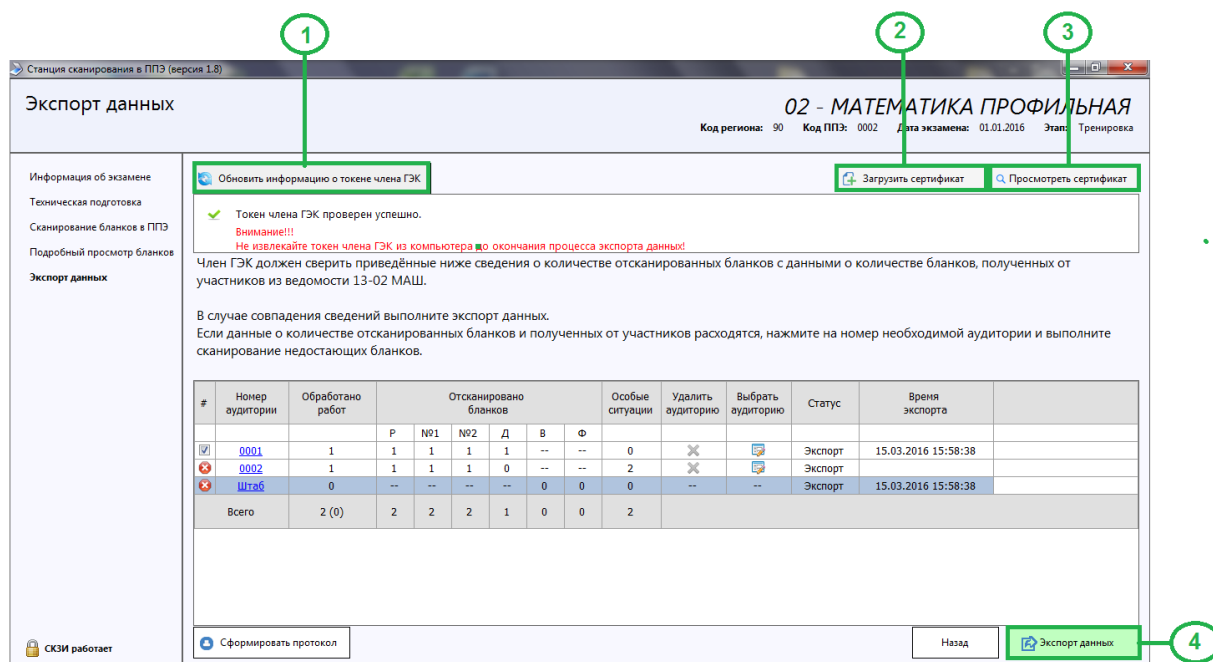 1
2
3
Станция сканирования в ППЭ (версия 1.8)
Экспорт данных
02 - МАТЕМАТИКА ПРОФИЛЬНАЯ
Код региона: 90 Код ППЭ: 0002 Дата экзамена: 01.01.2016 Этап: Тренировка
Информация об экзамене
Техническая подготовка
Сканирование бланков в ППЭ
Подробный просмотр бланков
Экспорт данных
Обновить информацию о токене члена ГЭК
Загрузить сертификат
Просмотреть сертификат
Токен члена ГЭК проверен успешно.
Внимание!!!
Не извлекайте токен члена ГЭК из компьютера до окончания процесса экспорта данных!
Член ГЭК должен сверить приведённые ниже сведения о количестве отсканированных бланков с данными о количестве бланков, полученных от
участников из ведомости 13-02 МАШ.
В случае совпадения сведений выполните экспорт данных.
Если данные о количестве отсканированных бланков и полученных от участников расходятся, нажмите на номер необходимой аудитории и выполните
сканирование недостающих бланков.
# Номер аудитории Обработано работ Отсканировано бланков Особые ситуации Удалить аудиторию Выбрать аудиторию Статус Время экспорта
Р №1 №2 Д В Ф
0001 1 1 1 1 1 -- -- 0 Экспорт 15.03.2016 15:58:38
0002 1 1 1 1 0 -- -- 2 Экспорт
Штаб 0 -- -- -- -- 0 0 0 -- -- Экспорт 15.03.2016 15:58:38
Всего 2 (0) 2 2 2 1 0 0 2
СКЗИ работает
Сформировать протокол
Назад
Экспорт данных
4